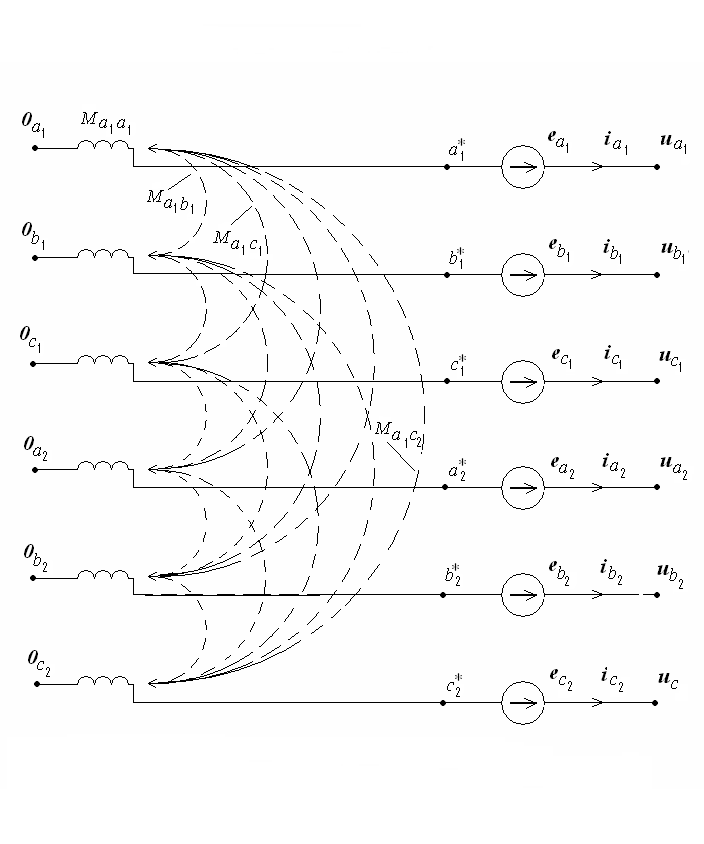 0a1 Ma1a1 a1* ea1 ia1 ua1
Ma1b1
0b1 Ma1c1 b1* eb1 ib1 ub1
0c1 c1* ec1 ic1 uc1
Ma1c2
0a2 a2* ea2 ia2 ua2
0b2 b2* eb2 ib2 ub2
0c2 c2* ec2 ic2 uc